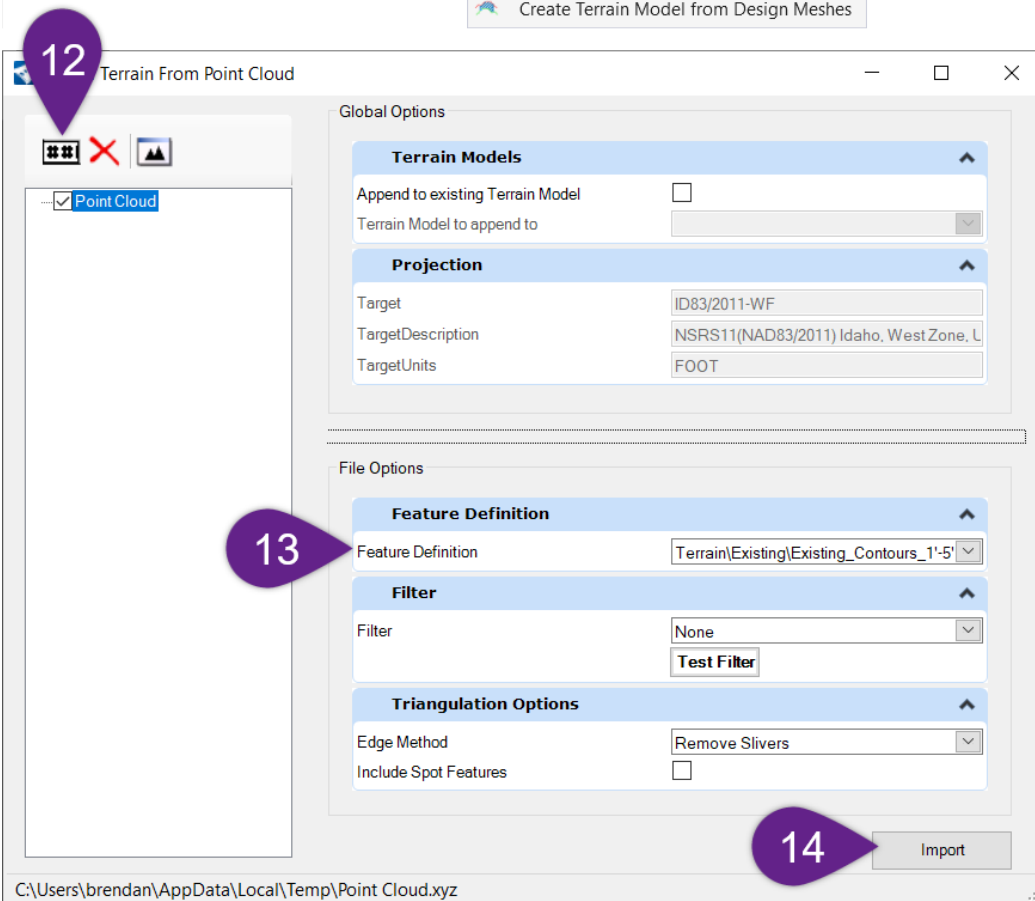 Create Terrain Model from Design Meshes
12
Terrain From Point Cloud
Global Options
##
Terrain Models
Append to existing Terrain Model
Point Cloud
Terrain Model to append to
Projection
Target ID83/2011-WF
TargetDescription NSRS11(NAD83/2011) Idaho, West Zone, U
TargetUnits FOOT
File Options
Feature Definition
13
Feature Definition Terrain\Existing\Existing_Contours_1'-5'
Filter
Filter None
Test Filter
Triangulation Options
Edge Method Remove Slivers
Include Spot Features
14
Import
C:\Users\brendan\AppData\Local\Temp\Point Cloud.xyz